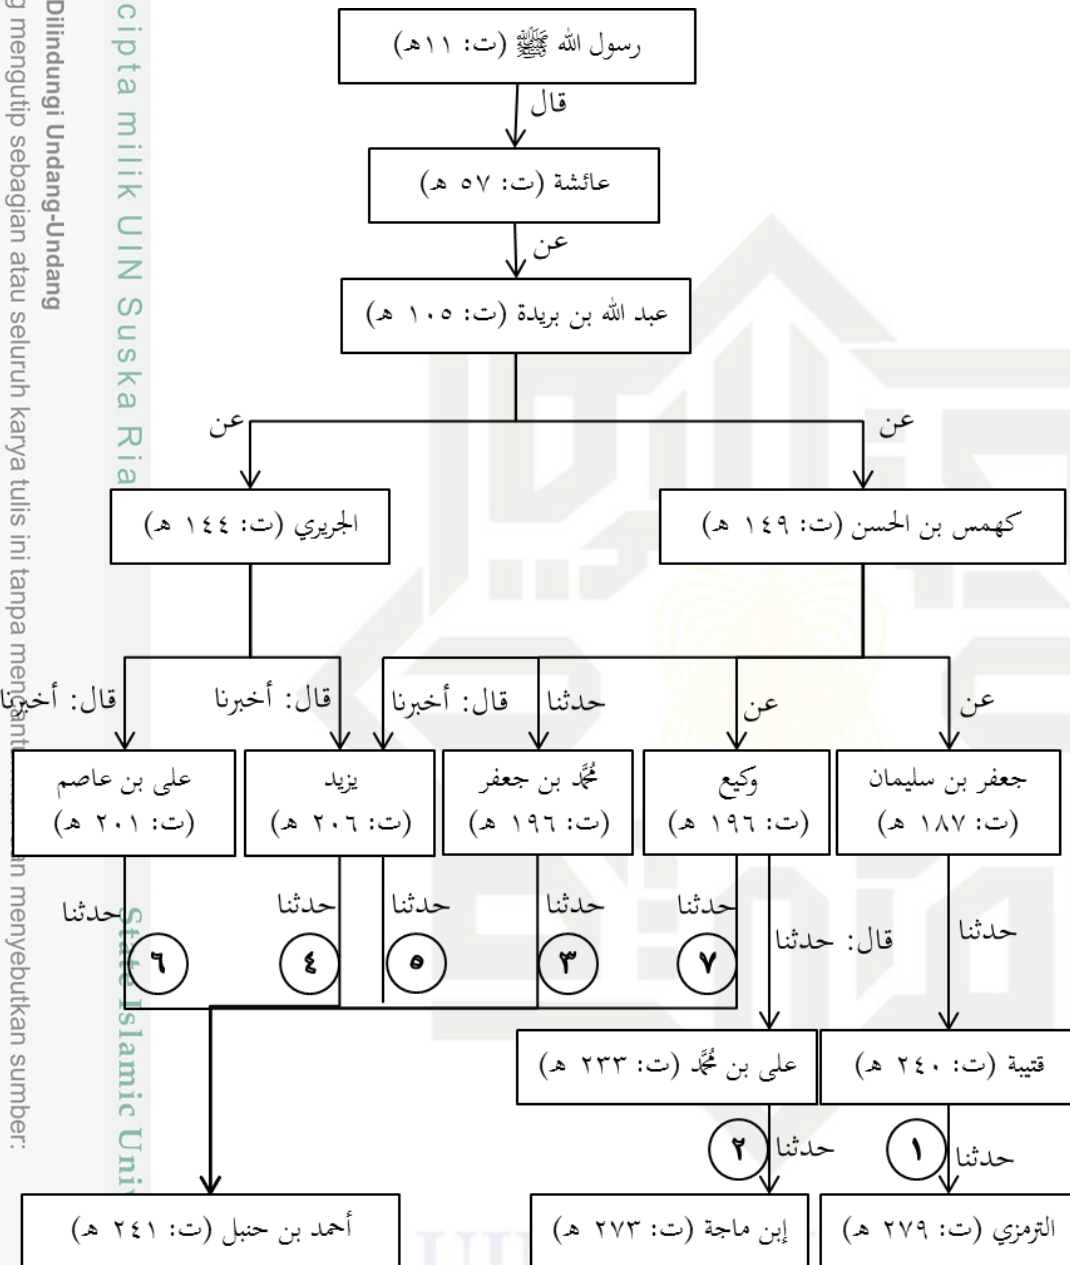 رسول الله ﷺ (ت: ١١هـ)
قال
عائشة (ت: ٥٧ هـ)
عن
عبد الله بن بريدة (ت: ١٠٥ هـ)
عن
عن
كهمس بن الحسن (ت: ١٤٩ هـ)
الجريري (ت: ١٤٤ هـ)
عن
عن
حدثنا
قال: أخبرنا
قال: أخبرنا
قال: أخبرنا
جعفر بن سليمان
(ت: ١٨٧ هـ)
وكيع
(ت: ١٩٦ هـ)
مُحَمَّد بن جعفر
(ت: ١٩٦ هـ)
يزيد
(ت: ٢٠٦ هـ)
على بن عاصم
(ت: ٢٠١ هـ)
حدثنا
قال: حدثنا
حدثنا
حدثنا
حدثنا
حدثنا
حدثنا
٧
٣
٥
٤
٦
قتيبة (ت: ٢٤٠ هـ)
على بن مُحَمَّد (ت: ٢٣٣ هـ)
حدثنا
١
حدثنا
٢
الترمزي (ت: ٢٧٩ هـ)
إبن ماجة (ت: ٢٧٣ هـ)
أحمد بن حنبل (ت: ٢٤١ هـ)
cipta milik UIN Suska Ria
State Islamic Univ
Dilindungi Undang-Undang
g mengutip sebagian atau seluruh karya tulis ini tanpa menyebutkan sumber: